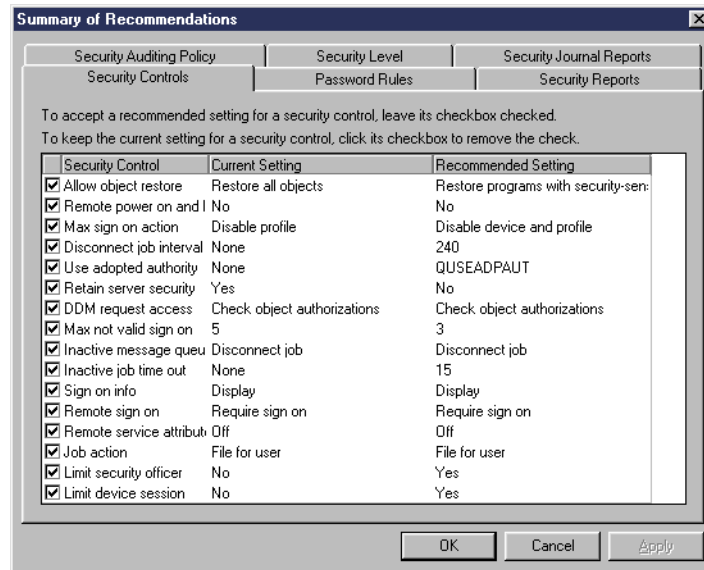 Summary of Recommendations
Security Auditing Policy Security Level Security Journal Reports
Security Controls Password Rules Security Reports
To accept a recommended setting for a security control, leave its checkbox checked.
To keep the current setting for a security control, click its checkbox to remove the check.
Security Control Current Setting Recommended Setting
Allow object restore Restore all objects Restore programs with security-sen
Remote power on and No No
Max sign on action Disable profile Disable device and profile
Disconnect job interval None 240
Use adopted authority None QUSEADPAUT
Retain server security Yes No
DDM request access Check object authorizations Check object authorizations
Max not valid sign on 5 3
Inactive message queu Disconnect job Disconnect job
Inactive job time out None 15
Sign on info Display Display
Remote sign on Require sign on Require sign on
Remote service attribut Off Off
Job action File for user File for user
Limit security officer No Yes
Limit device session No Yes
OK Cancel Apply